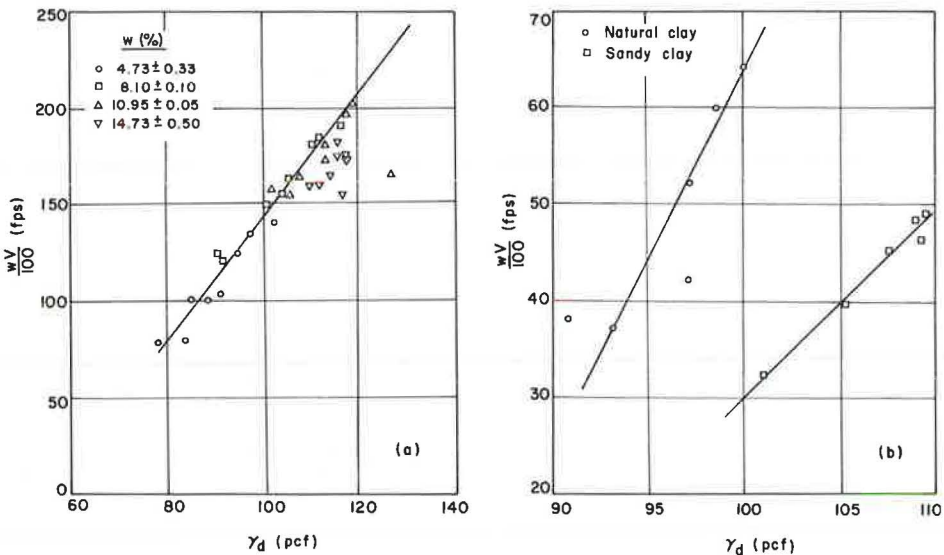 250
200
150
100
50
0
60
80
100
120
140
wV
100
(fps)
γd (pcf)
w (%)
○ 4.73 ± 0.33
□ 8.10 ± 0.10
△ 10.95 ± 0.05
▽ 14.73 ± 0.50
(a)
70
60
50
40
30
20
90
95
100
105
110
wV
100
(fps)
γd (pcf)
○ Natural clay
□ Sandy clay
(b)